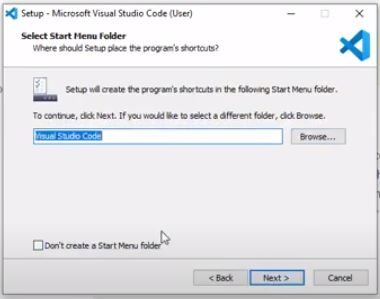 Setup - Microsoft Visual Studio Code (User)
Select Start Menu Folder
Where should Setup place the program's shortcuts?
Setup will create the program's shortcuts in the following Start Menu folder.
To continue, click Next. If you would like to select a different folder, click Browse.
Visual Studio Code
Browse...
Don't create a Start Menu folder
< Back
Next >
Cancel